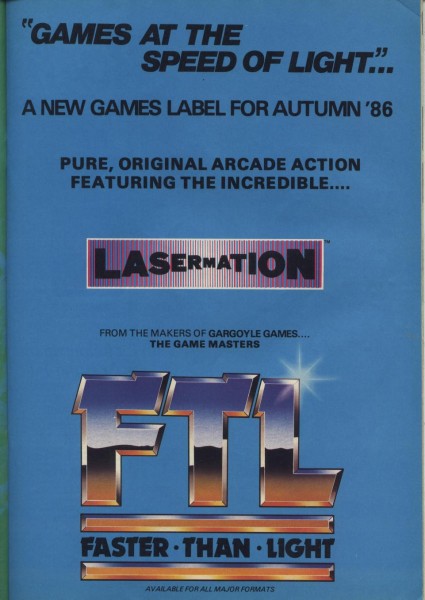 "GAMES AT THE
SPEED OF LIGHT."...
A NEW GAMES LABEL FOR AUTUMN '86
PURE, ORIGINAL ARCADE ACTION
FEATURING THE INCREDIBLE....
LASERMATION™
FROM THE MAKERS OF GARGOYLE GAMES....
THE GAME MASTERS
FTL
FASTER·THAN·LIGHT
AVAILABLE FOR ALL MAJOR FORMATS